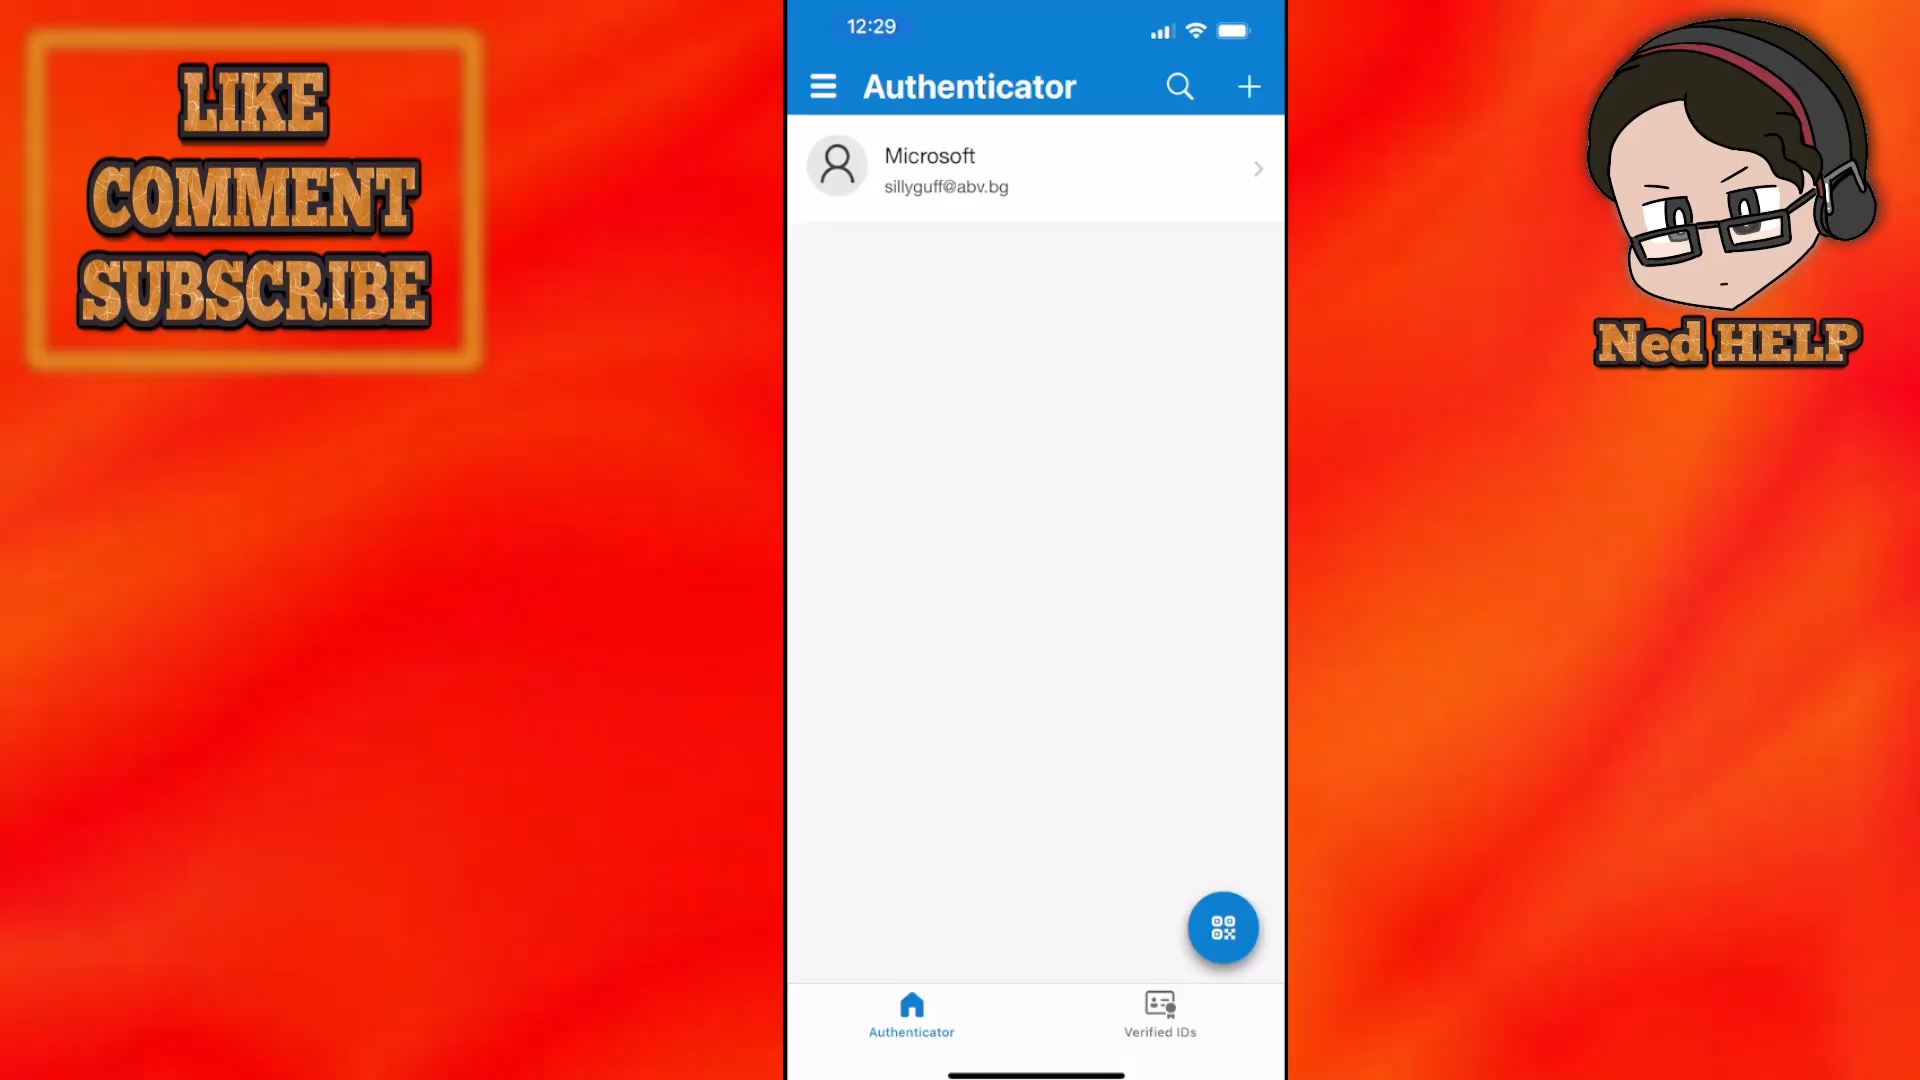 LIKE
COMMENT
SUBSCRIBE
12:29
Authenticator
Microsoft
sillyguff@abv.bg
Authenticator
Verified IDs
Ned HELP